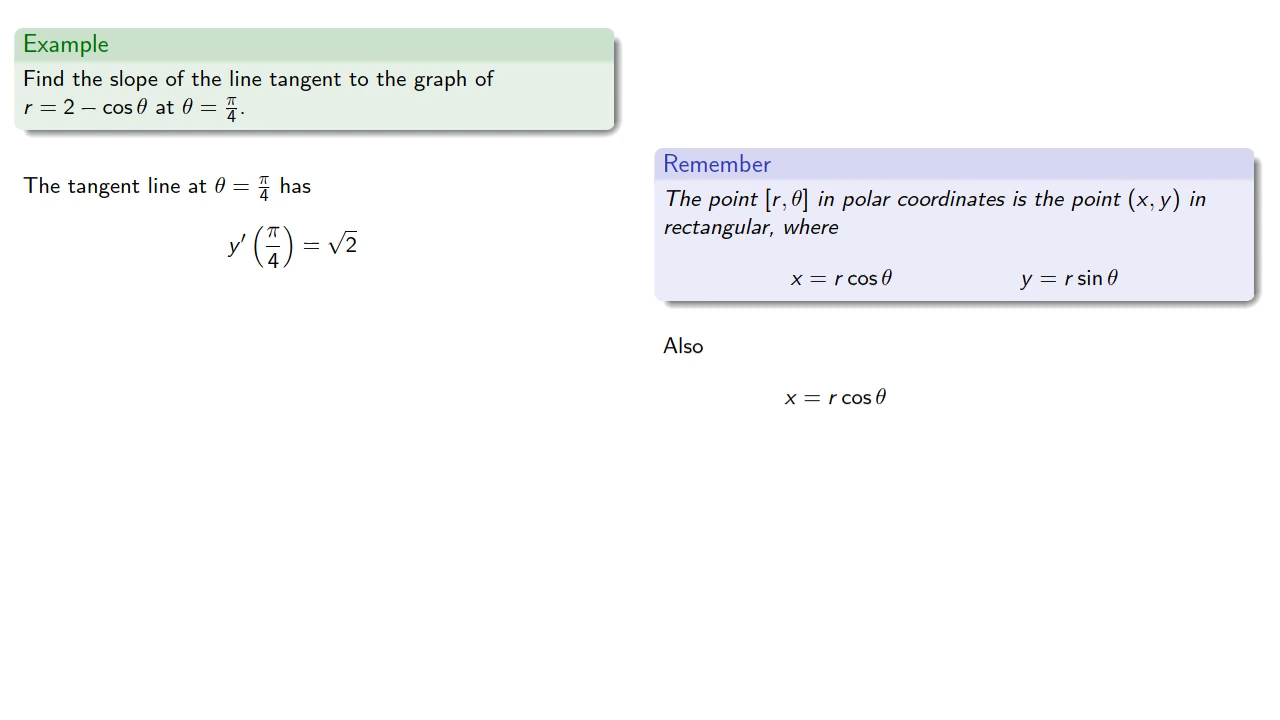 Example
Find the slope of the line tangent to the graph of
r = 2 − cos θ at θ = π/4.
The tangent line at θ = π/4 has
y′(π/4) = √2
Remember
The point [r, θ] in polar coordinates is the point (x, y) in
rectangular, where
x = r cos θ y = r sin θ
Also
x = r cos θ